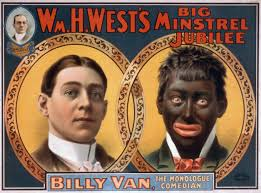 WM. H. WEST'S
BIG
MINSTREL
JUBILEE
BILLY VAN,
THE MONOLOGUE
COMEDIAN